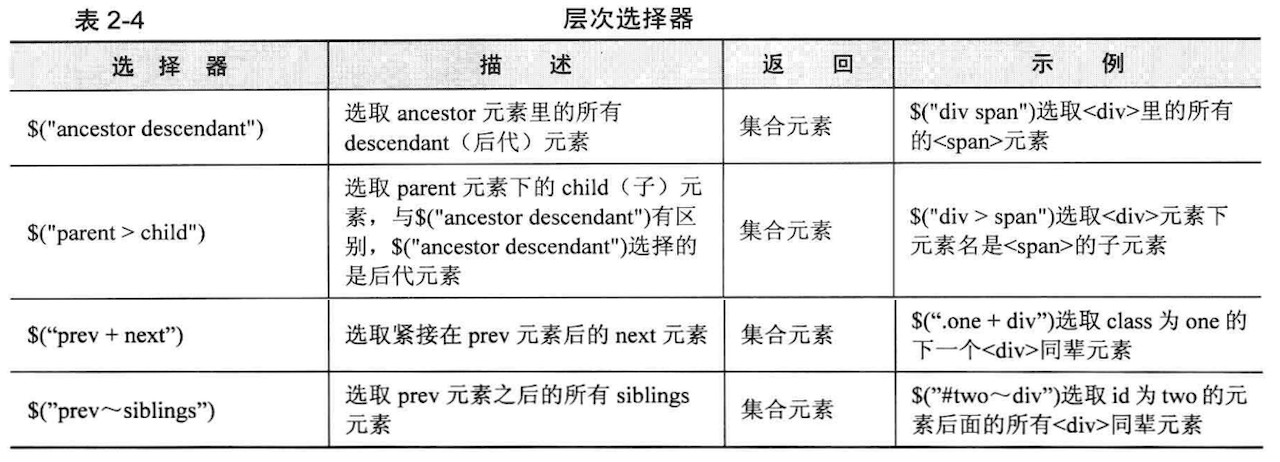 表 2-4 层次选择器
选 择 器 描 述 返 回 示 例
$("ancestor descendant")
选取 ancestor 元素里的所有
descendant（后代）元素
集合元素
$("div span")选取<div>里的所有
的<span>元素
$("parent > child")
选取 parent 元素下的 child（子）元
素，与$("ancestor descendant")有区
别，$("ancestor descendant")选择的
是后代元素
集合元素
$("div > span")选取<div>元素下
元素名是<span>的子元素
$(“prev + next”)
选取紧接在 prev 元素后的 next 元素
集合元素
$(“.one + div”)选取 class 为 one 的
下一个<div>同辈元素
$(”prev～siblings”)
选取 prev 元素之后的所有 siblings
元素
集合元素
$(”#two～div”)选取 id 为 two 的元
素后面的所有<div>同辈元素